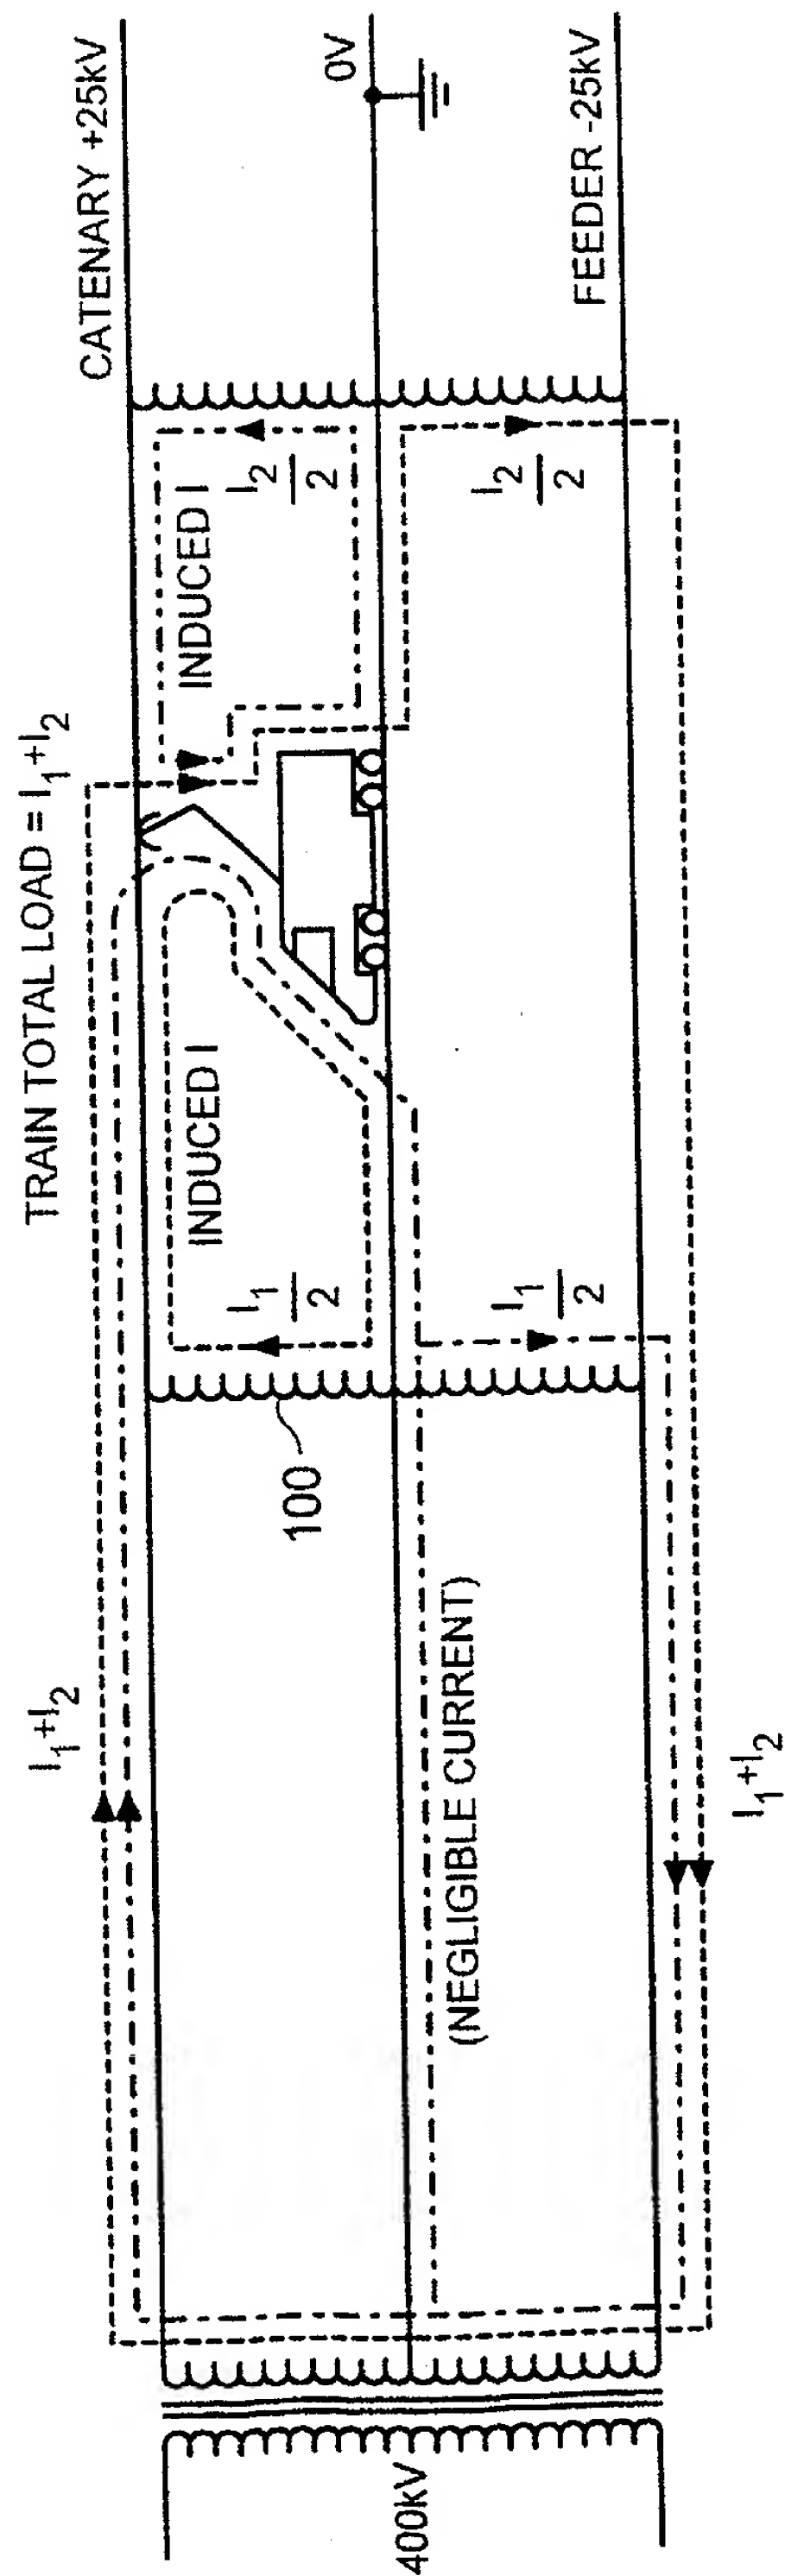 TRAIN TOTAL LOAD = I₁+I₂
CATENARY +25kV
0V
FEEDER -25kV
I₁+I₂
INDUCED I
INDUCED I
I₁
2
I₂
2
I₁
2
I₂
2
100
(NEGLIGIBLE CURRENT)
400kV
I₁+I₂